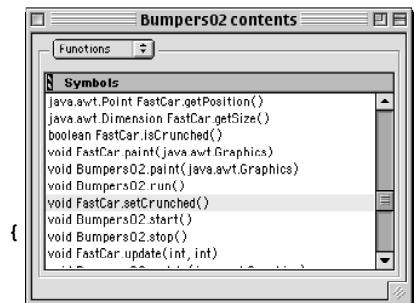 Bumpers02 contents
Functions
Symbols
java.awt.Point FastCar.getPosition()
java.awt.Dimension FastCar.getSize()
boolean FastCar.isCrunched()
void FastCar.paint(java.awt.Graphics)
void Bumpers02.paint(java.awt.Graphics)
void Bumpers02.run()
void FastCar.setCrunched()
void Bumpers02.start()
{
void Bumpers02.stop()
void FastCar.update(int, int)